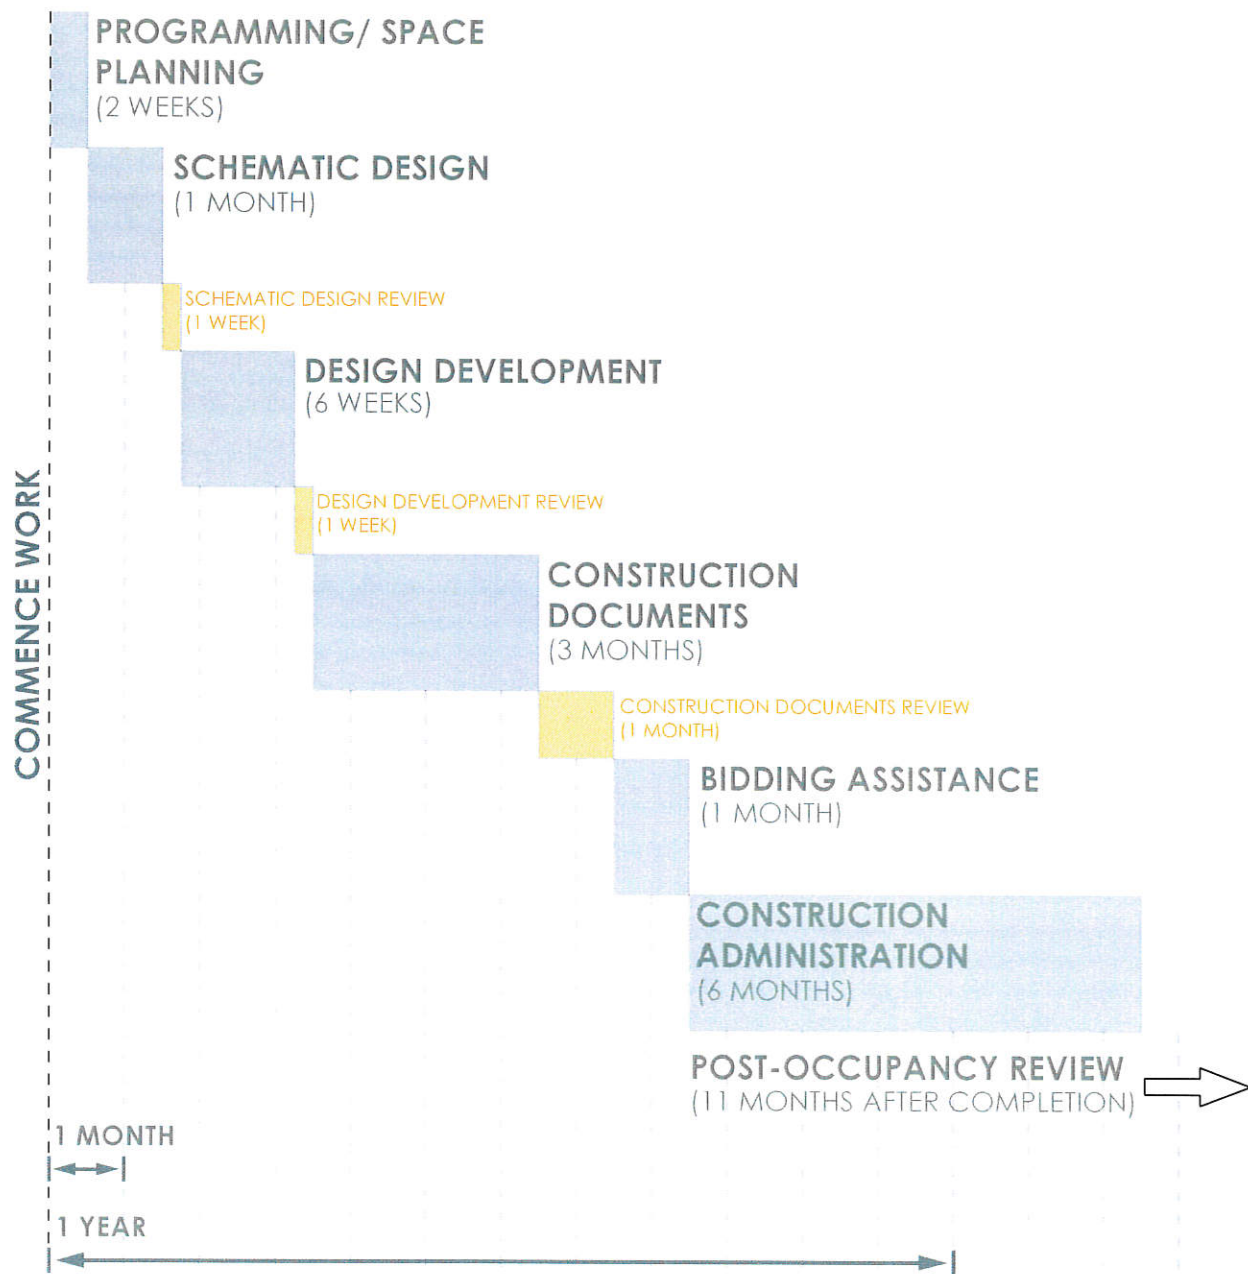 PROGRAMMING/ SPACE
PLANNING
(2 WEEKS)
SCHEMATIC DESIGN
(1 MONTH)
SCHEMATIC DESIGN REVIEW
(1 WEEK)
DESIGN DEVELOPMENT
(6 WEEKS)
DESIGN DEVELOPMENT REVIEW
(1 WEEK)
COMMENCE WORK
CONSTRUCTION
DOCUMENTS
(3 MONTHS)
CONSTRUCTION DOCUMENTS REVIEW
(1 MONTH)
BIDDING ASSISTANCE
(1 MONTH)
CONSTRUCTION
ADMINISTRATION
(6 MONTHS)
POST-OCCUPANCY REVIEW
(11 MONTHS AFTER COMPLETION)
1 MONTH
1 YEAR